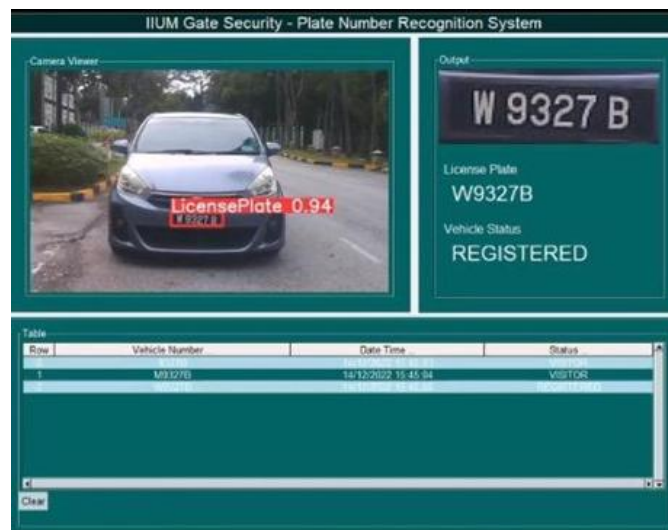 IIUM Gate Security - Plate Number Recognition System
Camera Viewer
LicensePlate 0.94
W 9327 B
Output
W 9327 B
License Plate
W9327B
Vehicle Status
REGISTERED
Table
Row Vehicle Number... Date Time ... Status ...
VISITOR
1 M9327B 14/12/2022 15:45:04 VISITOR
REGISTERED
Clear